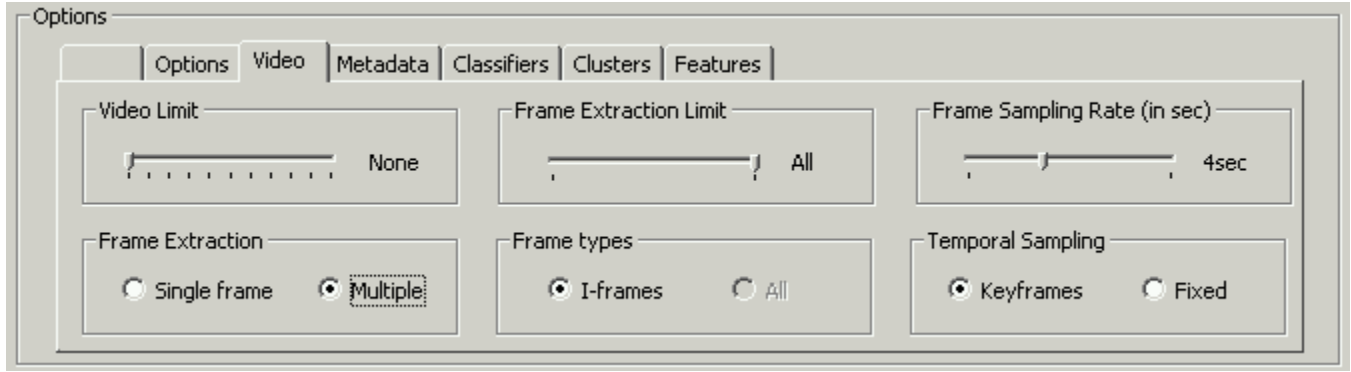 Options
Options Video Metadata Classifiers Clusters Features
Video Limit
None
Frame Extraction Limit
All
Frame Sampling Rate (in sec)
4sec
Frame Extraction
Single frame Multiple
Frame types
I-frames All
Temporal Sampling
Keyframes Fixed